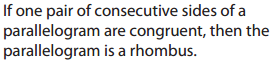 If one pair of consecutive sides of a
parallelogram are congruent, then the
parallelogram is a rhombus.